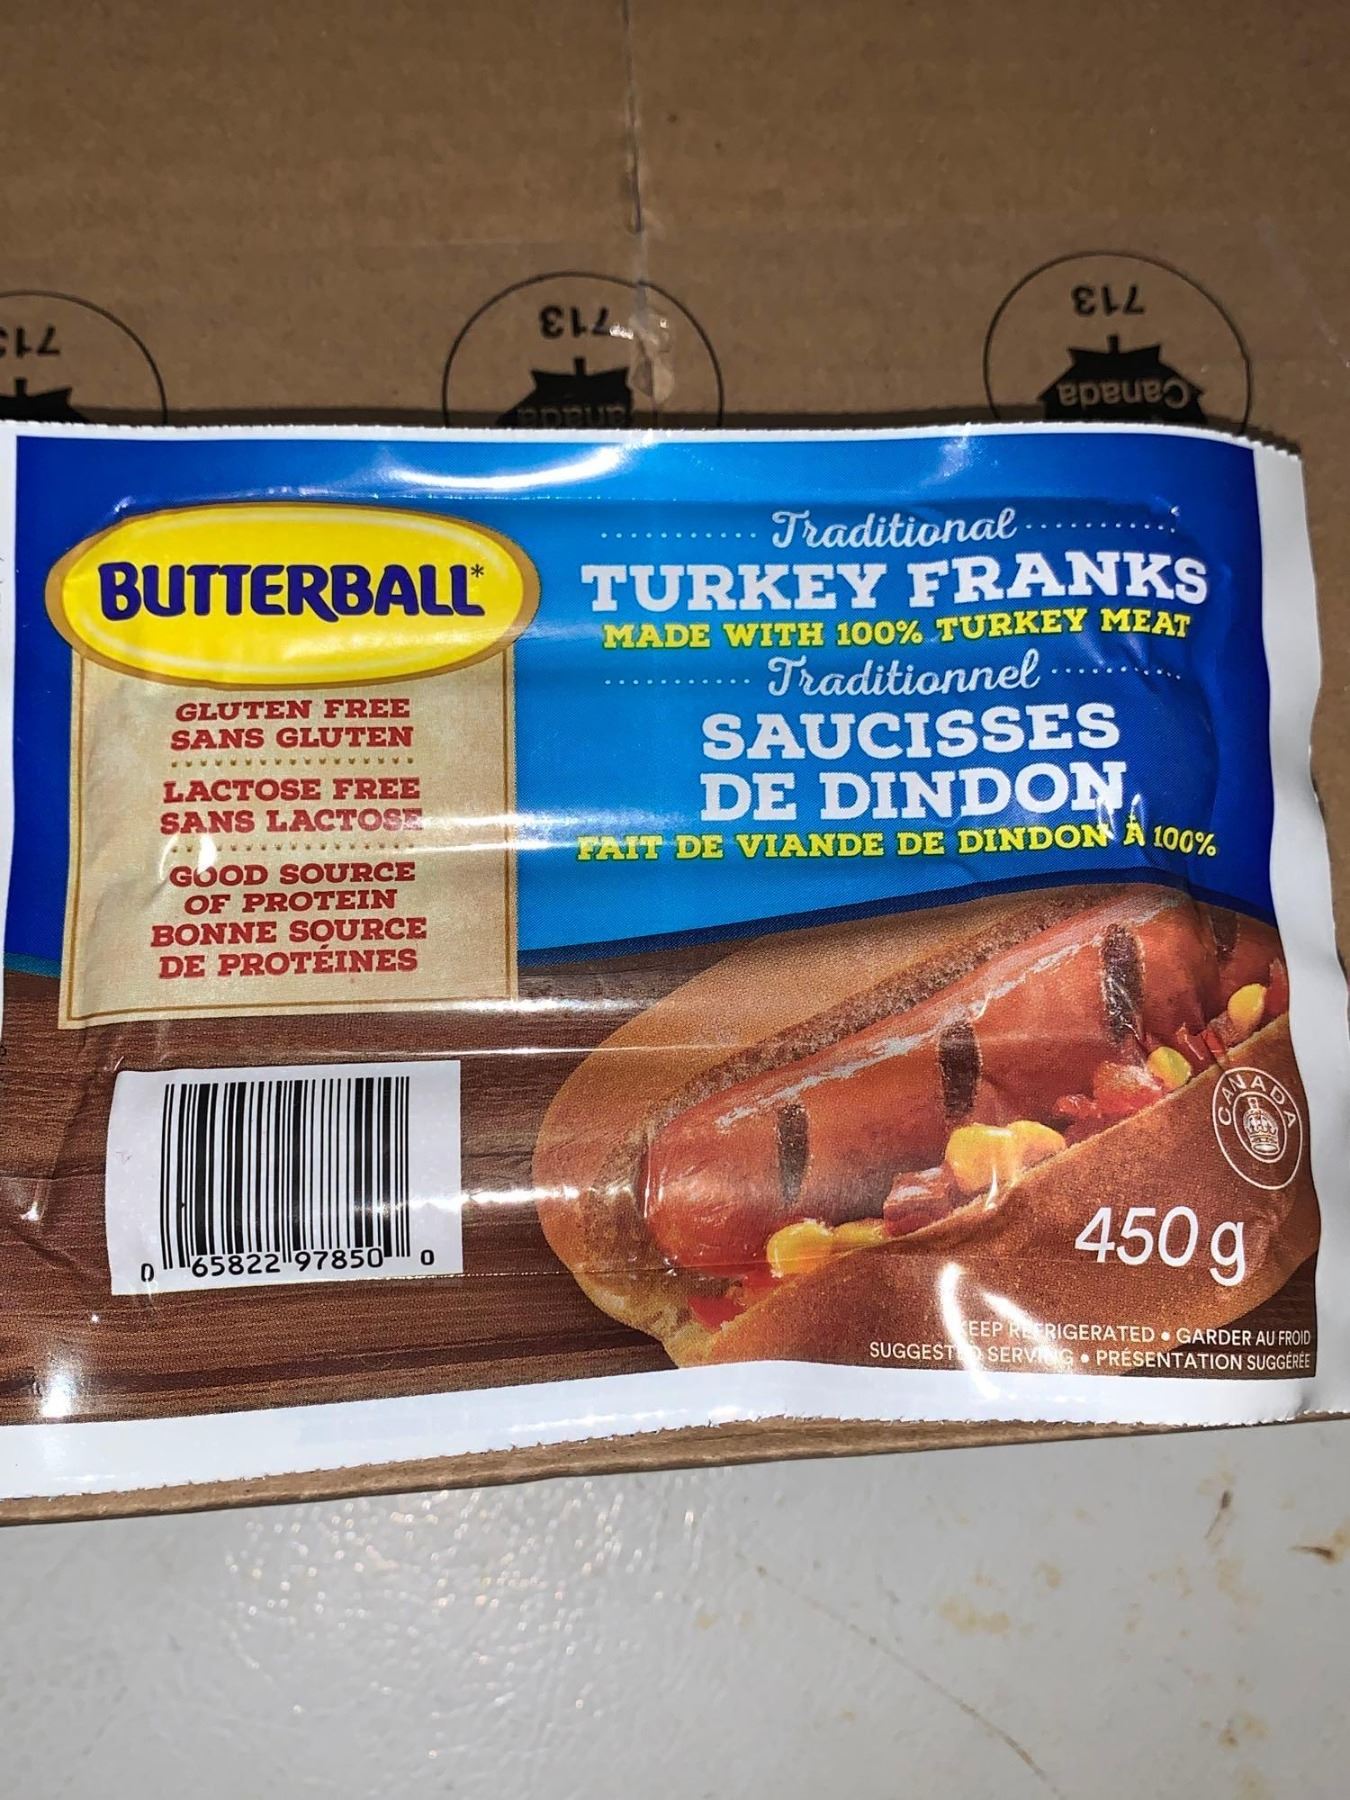 713
713
713
Canada
BUTTERBALL*
GLUTEN FREE
SANS GLUTEN
LACTOSE FREE
SANS LACTOSE
GOOD SOURCE
OF PROTEIN
BONNE SOURCE
DE PROTÉINES
Traditional
TURKEY FRANKS
MADE WITH 100% TURKEY MEAT
Traditionnel
SAUCISSES
DE DINDON
FAIT DE VIANDE DE DINDON À 100%
CANADA
450 g
0 65822 97850 0
KEEP REFRIGERATED • GARDER AU FROID
SUGGESTED SERVING • PRÉSENTATION SUGGÉRÉE